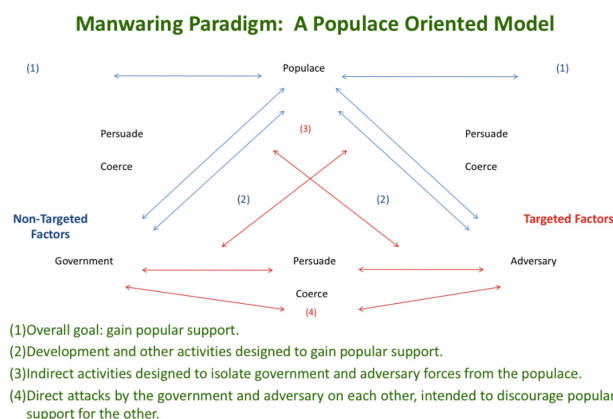 Manwaring Paradigm: A Populace Oriented Model
(1)
Populace
(1)
(3)
Persuade
Persuade
Coerce
Coerce
(2)
(2)
Non-Targeted
Factors
Targeted Factors
Government
Persuade
Adversary
Coerce
(4)
(1)Overall goal: gain popular support.
(2)Development and other activities designed to gain popular support.
(3)Indirect activities designed to isolate government and adversary forces from the populace.
(4)Direct attacks by the government and adversary on each other, intended to discourage popular
support for the other.